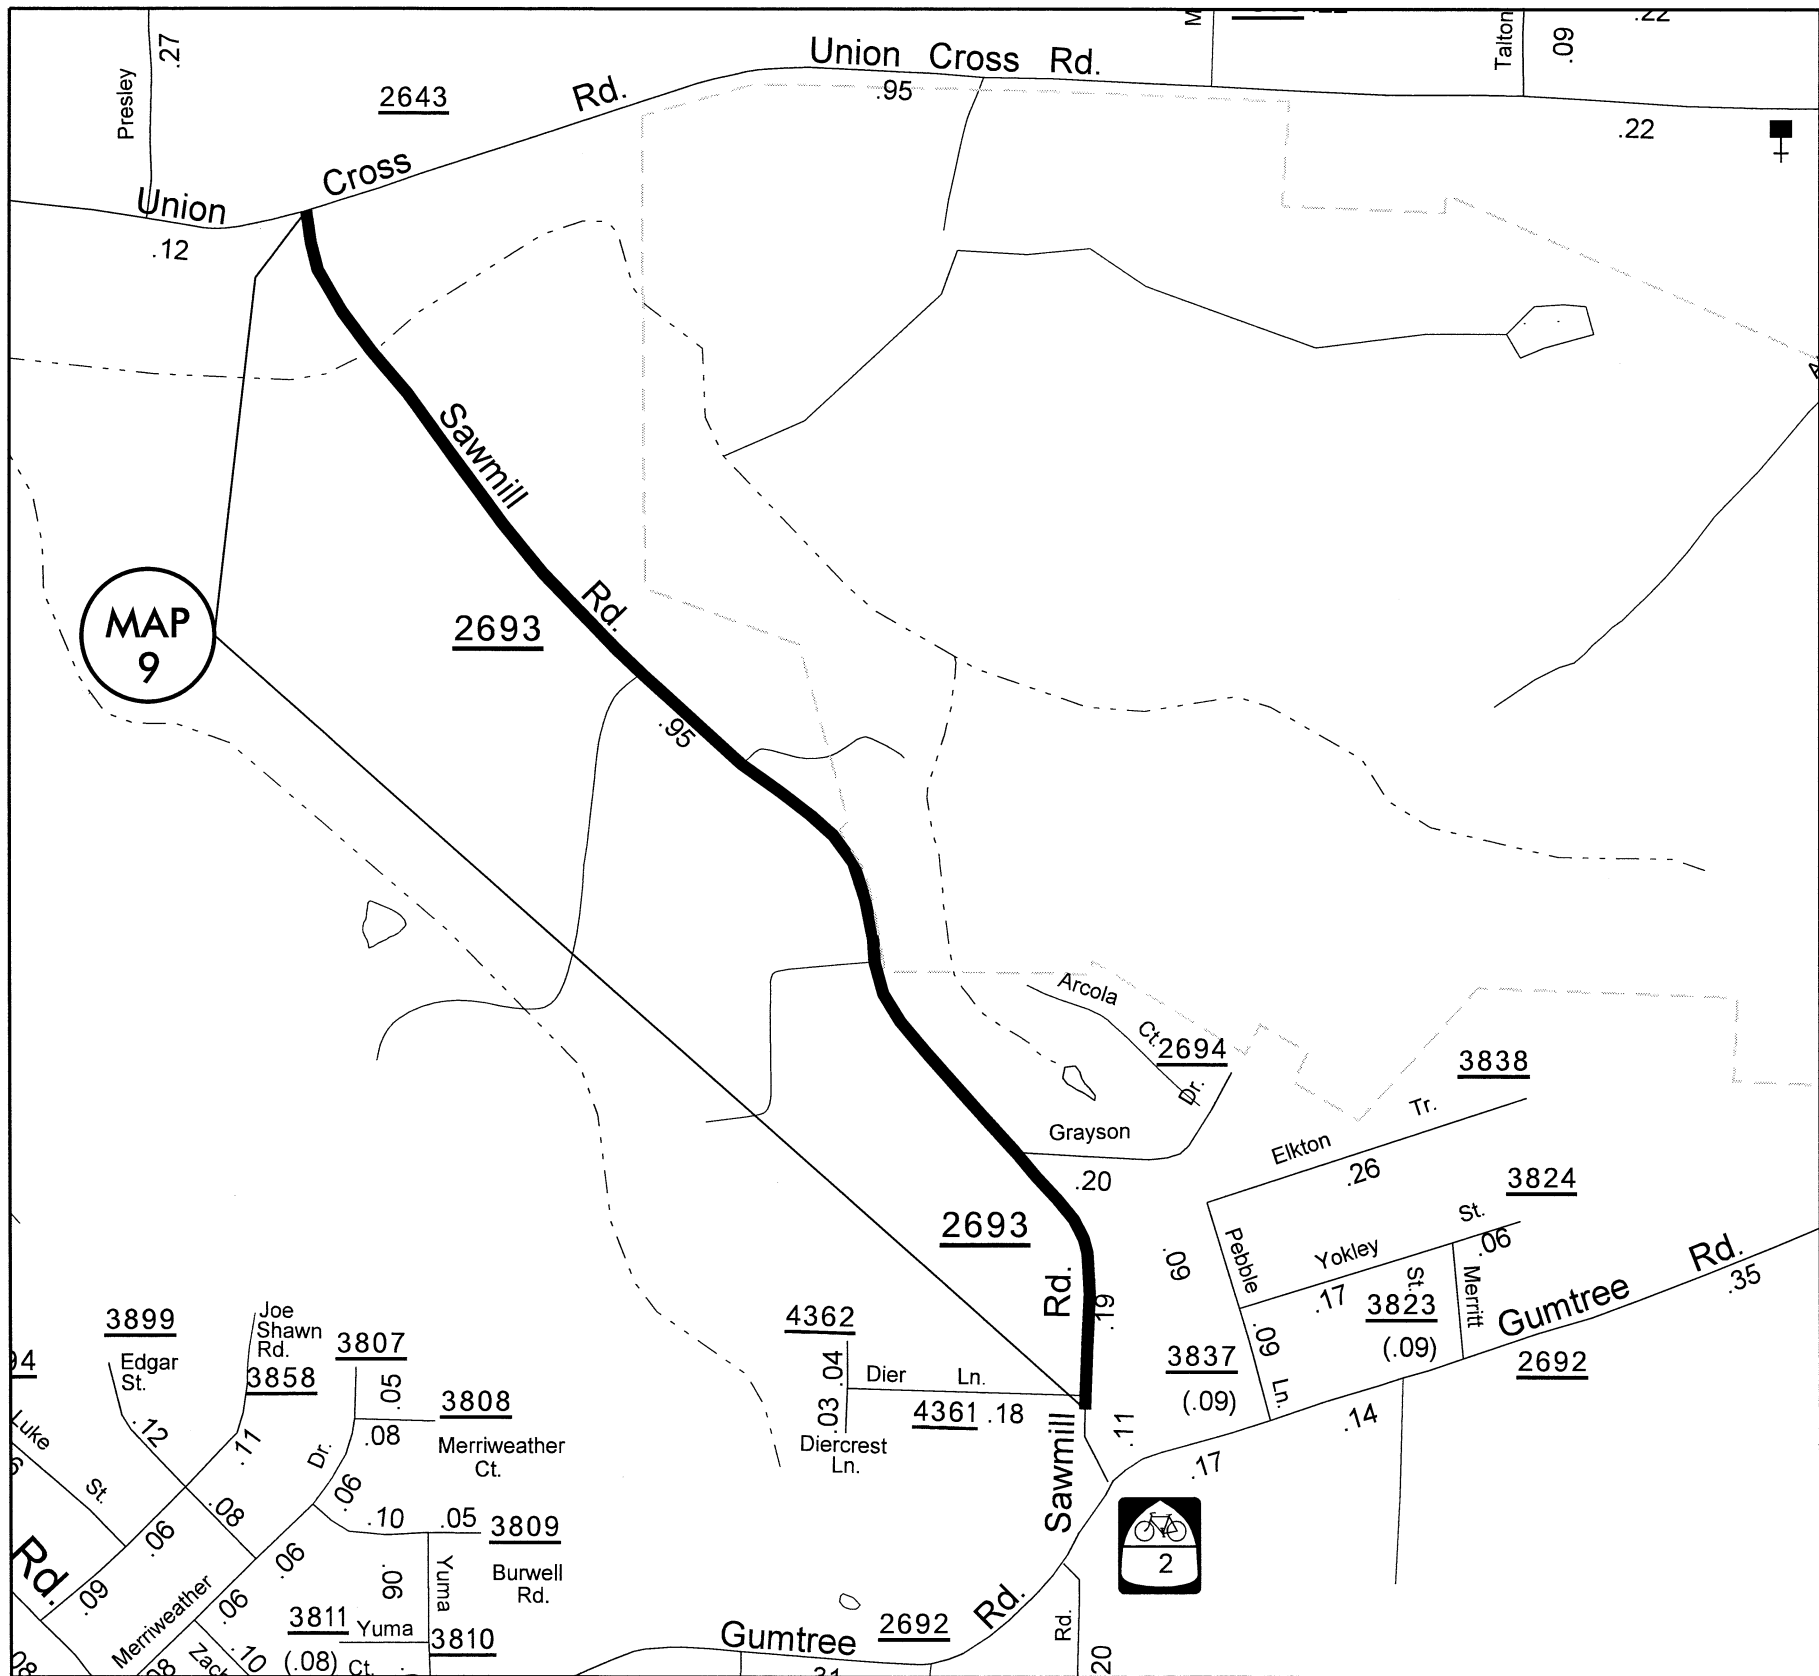 .27
Presley
2643
Union Cross Rd.
.95
Talton
.09
.22
.22
Union Cross Rd.
.12
Sawmill Rd.
2693
.95
MAP
9
Arcola Ct.
2694
Grayson Dr.
.20
3838
Elkton Tr.
.26
3824
Yokley St.
.06
.17
Pebble Ln.
.09
.09
3823
(.09)
Merritt St.
Gumtree Rd.
.35
2692
3837
(.09)
.14
.17
2693
Sawmill Rd.
.19
.11
4362
.04
Dier Ln.
.03
4361 .18
Diercrest
Ln.
3899
Edgar
St.
.12
Joe
Shawn
Rd.
3858
.11
3807
.05
3808
.08
Merriweather
Ct.
94
Luke St.
.08
.06
.09
Rd.
Merriweather Dr.
.06
.06
.06
.10
.05
3809
Burwell
Rd.
.06
Yuma
3811
(.08)
Yuma
Ct.
3810
.10
08
08
2
Gumtree Rd.
2692
.31
Rd.
20